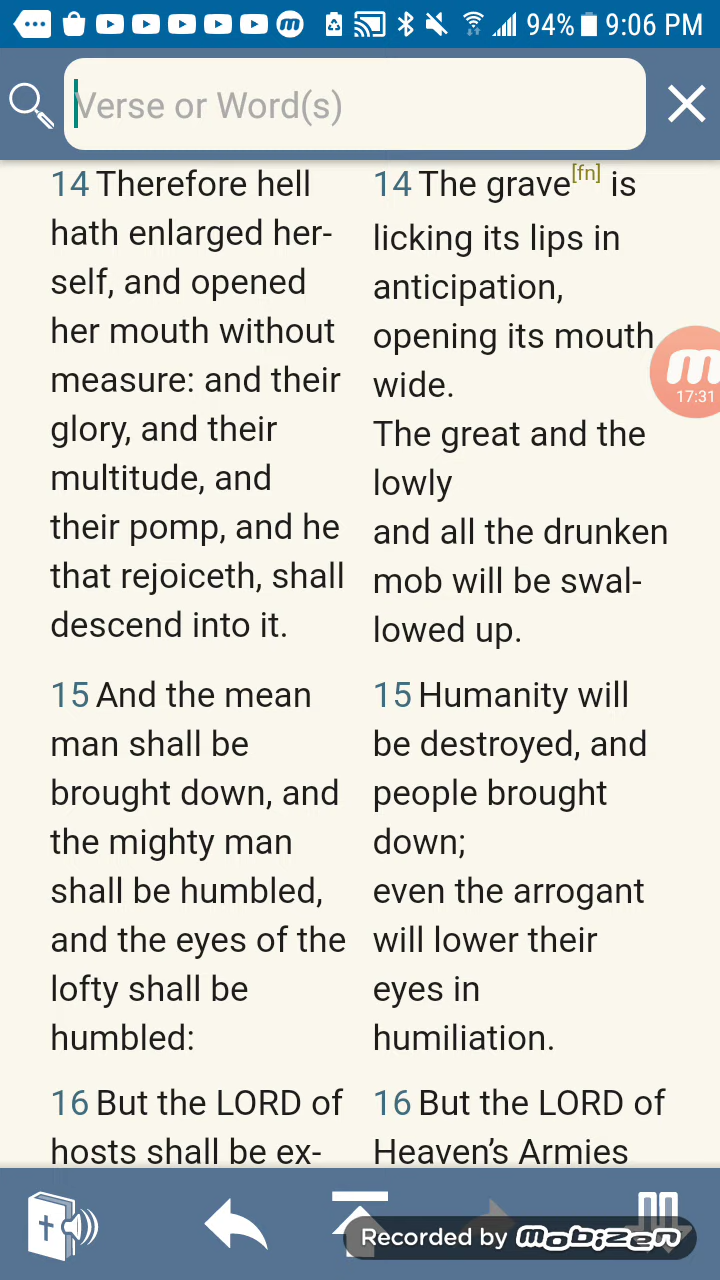 94% 9:06 PM
Verse or Word(s)
14 Therefore hell
hath enlarged her-
self, and opened
her mouth without
measure: and their
glory, and their
multitude, and
their pomp, and he
that rejoiceth, shall
descend into it.
15 And the mean
man shall be
brought down, and
the mighty man
shall be humbled,
and the eyes of the
lofty shall be
humbled:
16 But the LORD of
hosts shall be ex-
14 The grave[fn] is
licking its lips in
anticipation,
opening its mouth
wide.
The great and the
lowly
and all the drunken
mob will be swal-
lowed up.
15 Humanity will
be destroyed, and
people brought
down;
even the arrogant
will lower their
eyes in
humiliation.
16 But the LORD of
Heaven’s Armies
17:31
Recorded by mobizen